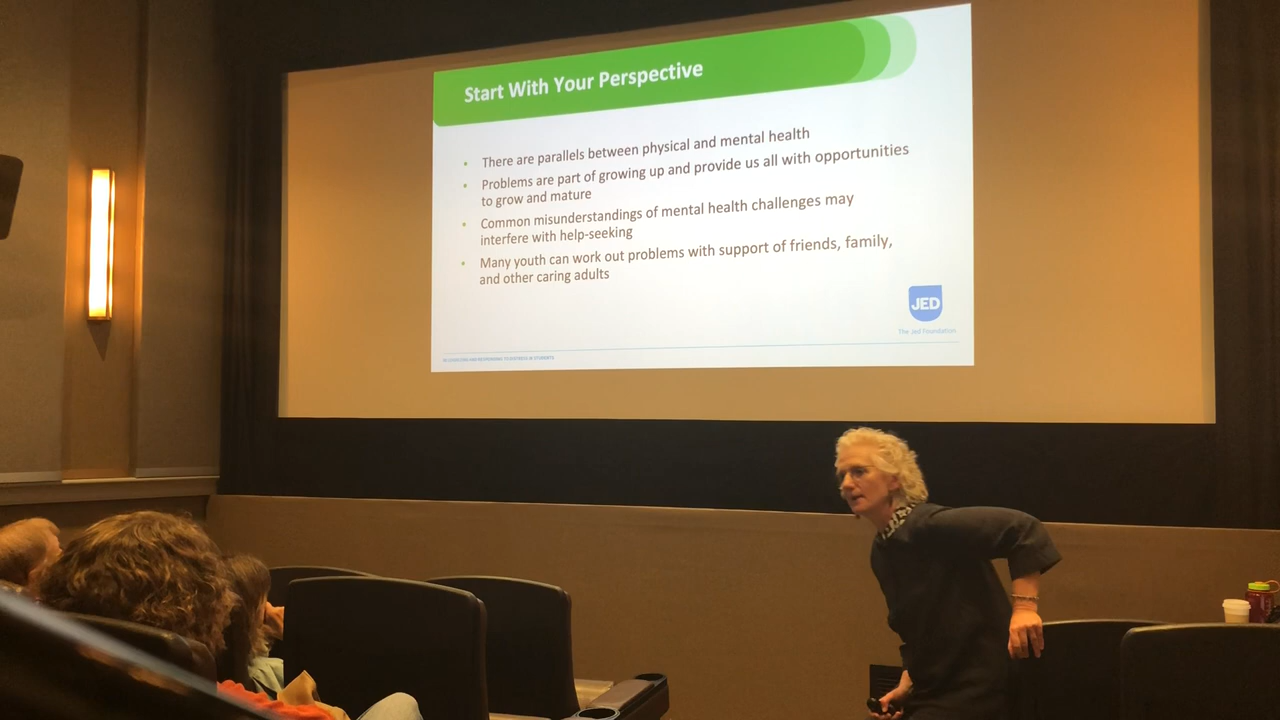 Start With Your Perspective
• There are parallels between physical and mental health
• Problems are part of growing up and provide us all with opportunities
to grow and mature
• Common misunderstandings of mental health challenges may
interfere with help-seeking
• Many youth can work out problems with support of friends, family,
and other caring adults
JED
The Jed Foundation